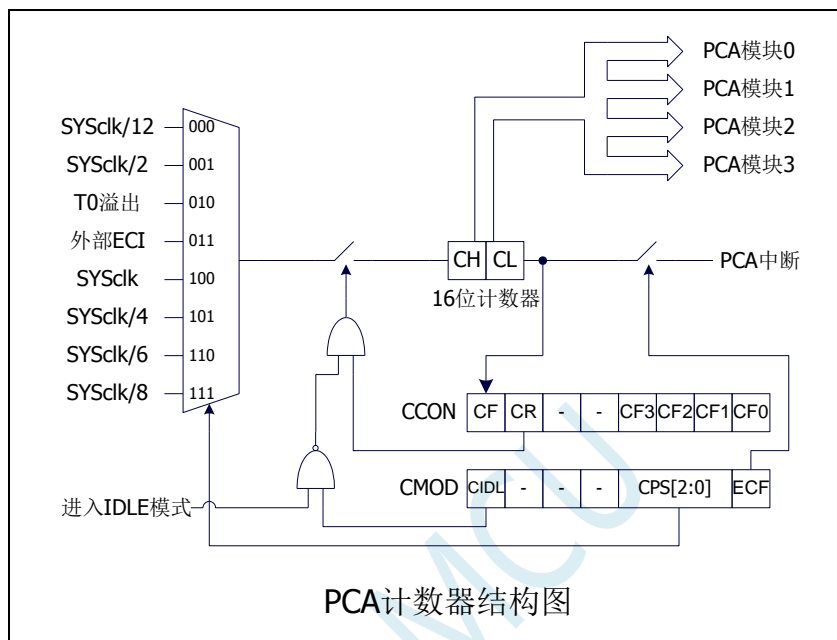 PCA模块0
PCA模块1
PCA模块2
PCA模块3
SYSclk/12 000
SYSclk/2 001
T0溢出 010
外部ECI 011
SYSclk 100
SYSclk/4 101
SYSclk/6 110
SYSclk/8 111
CH CL
16位计数器
PCA中断
CCON CF CR - - CF3 CF2 CF1 CF0
CMOD CIDL - - - CPS[2:0] ECF
进入IDLE模式
MCU
PCA计数器结构图